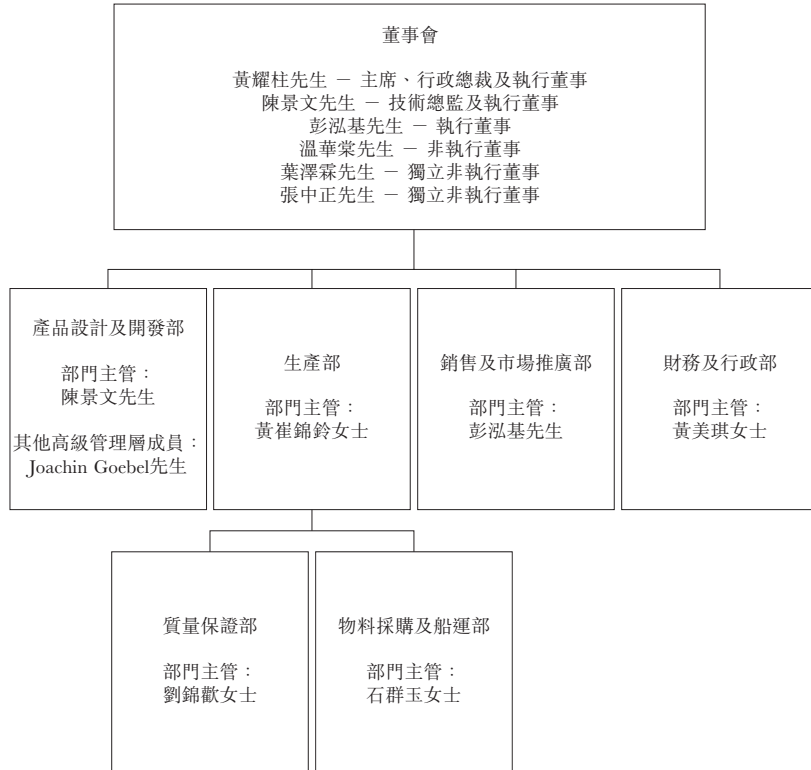 董事會
黃耀柱先生 － 主席、行政總裁及執行董事
陳景文先生 － 技術總監及執行董事
彭泓基先生 － 執行董事
溫華棠先生 － 非執行董事
葉澤霖先生 － 獨立非執行董事
張中正先生 － 獨立非執行董事
產品設計及開發部
部門主管：
陳景文先生
其他高級管理層成員：
Joachin Goebel先生
生產部
部門主管：
黃崔錦鈴女士
銷售及市場推廣部
部門主管：
彭泓基先生
財務及行政部
部門主管：
黃美琪女士
質量保證部
部門主管：
劉錦歡女士
物料採購及船運部
部門主管：
石群玉女士